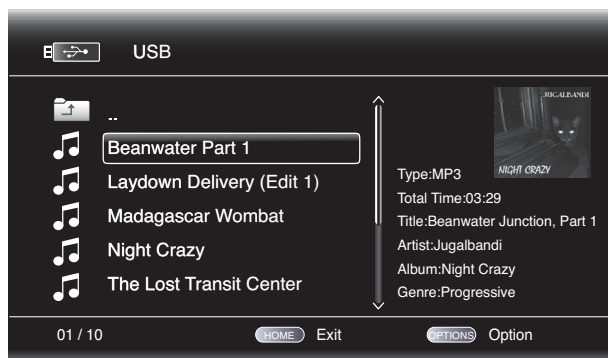 USB
..
Beanwater Part 1
Laydown Delivery (Edit 1)
Madagascar Wombat
Night Crazy
The Lost Transit Center
JUGALBANDI
NIGHT CRAZY
Type:MP3
Total Time:03:29
Title:Beanwater Junction, Part 1
Artist:Jugalbandi
Album:Night Crazy
Genre:Progressive
01 / 10
HOME Exit
OPTIONS Option